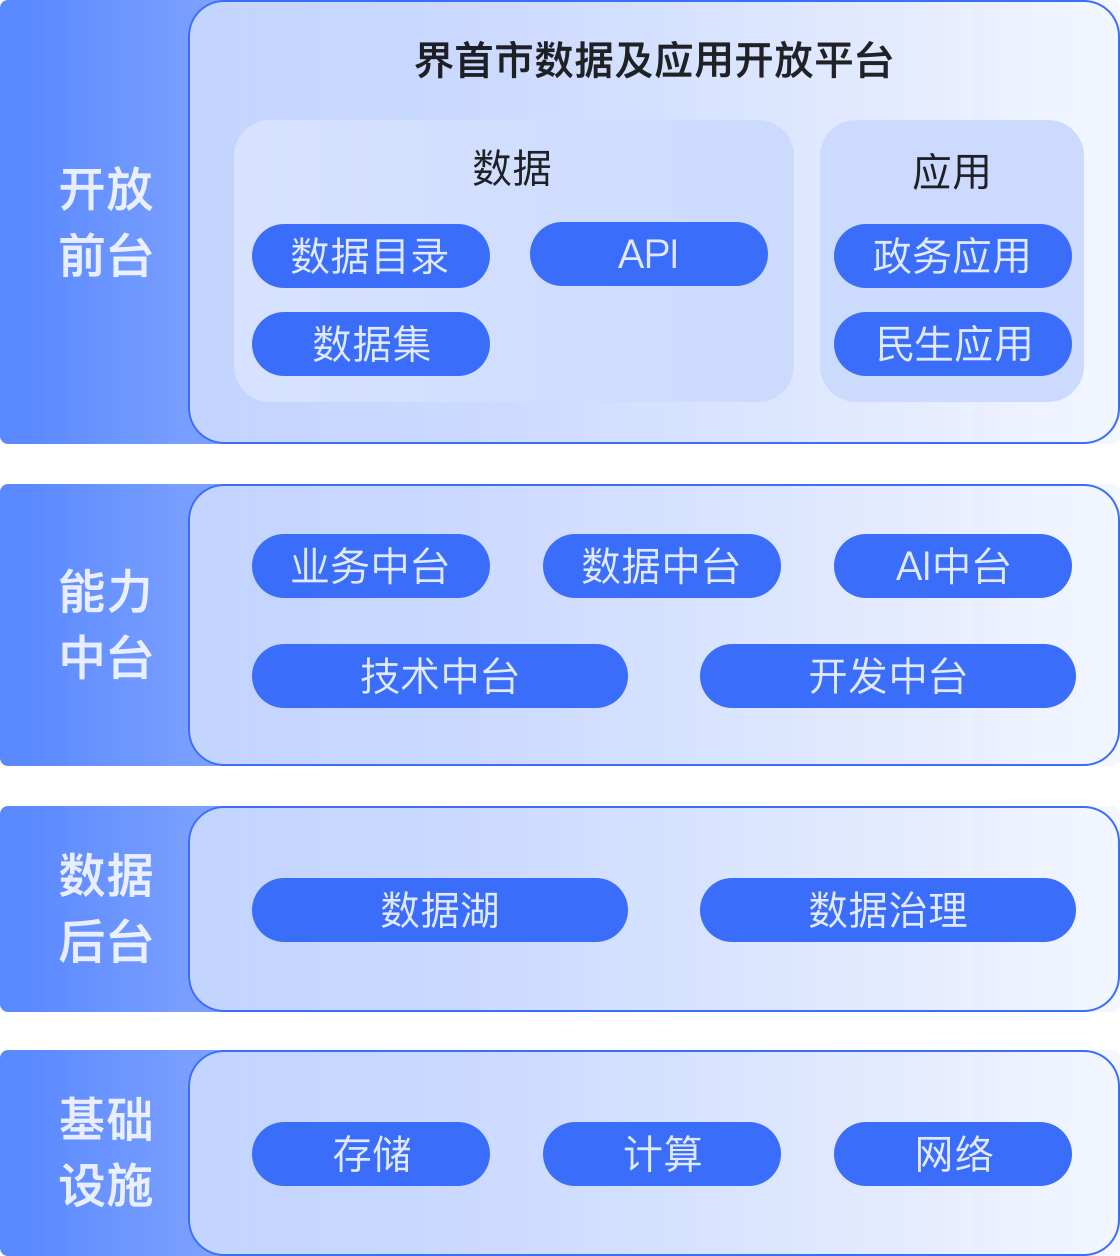 开放
前台
界首市数据及应用开放平台
数据
数据目录
API
数据集
应用
政务应用
民生应用
能力
中台
业务中台
数据中台
AI中台
技术中台
开发中台
数据
后台
数据湖
数据治理
基础
设施
存储
计算
网络